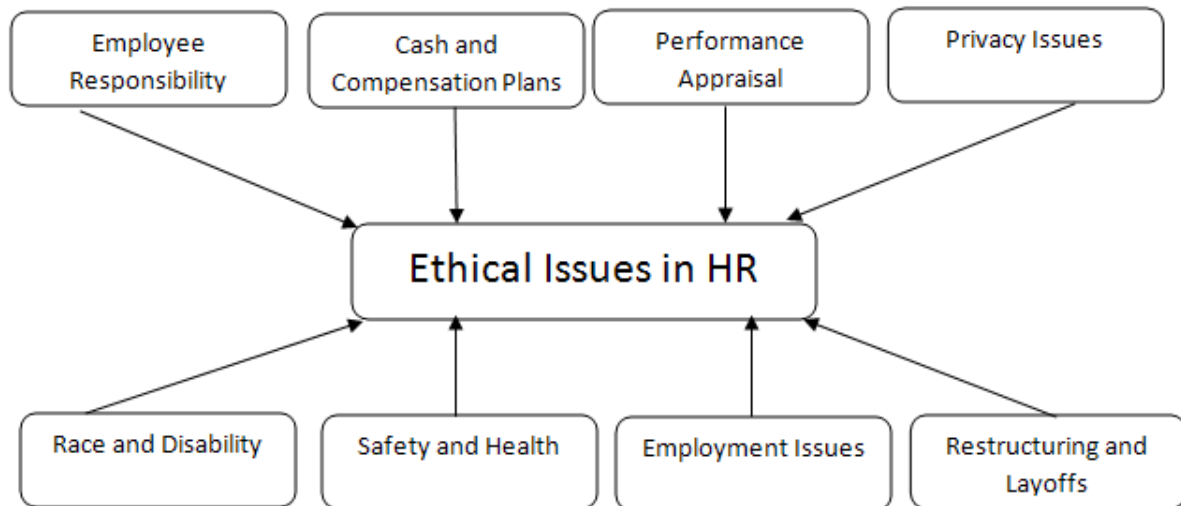 Employee
Responsibility
Cash and
Compensation Plans
Performance
Appraisal
Privacy Issues
Ethical Issues in HR
Race and Disability
Safety and Health
Employment Issues
Restructuring and
Layoffs